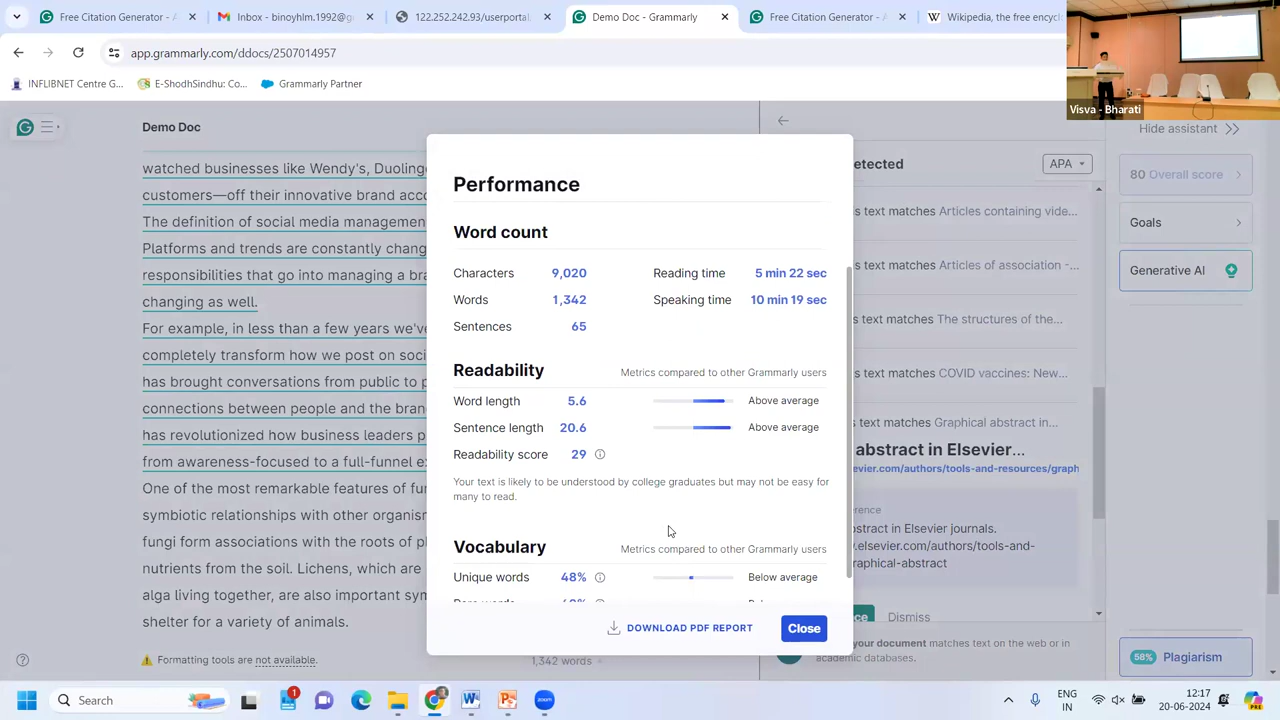 Free Citation Generator - A
Inbox - binoyhlm.1992@g
122.252.242.93/userporta
Demo Doc - Grammarly
Free Citation Generator - A
Wikipedia, the free encycl
app.grammarly.com/ddocs/2507014957
INFLIBNET Centre G...
E-ShodhSindhu: Co...
Grammarly Partner
Visva - Bharati
Demo Doc
Hide assistant
watched businesses like Wendy's, Duoling
customers—off their innovative brand acc
The definition of social media managemen
Platforms and trends are constantly chang
responsibilities that go into managing a bra
changing as well.
For example, in less than a few years we've
completely transform how we post on soci
has brought conversations from public to p
connections between people and the bran
has revolutionized how business leaders p
from awareness-focused to a full-funnel e
One of the most remarkable features of fun
symbiotic relationships with other organism
fungi form associations with the roots of pl
nutrients from the soil. Lichens, which are
alga living together, are also important sym
shelter for a variety of animals.
Formatting tools are not available.
1,342 words
Performance
Word count
Characters 9,020 Reading time 5 min 22 sec
Words 1,342 Speaking time 10 min 19 sec
Sentences 65
Readability Metrics compared to other Grammarly users
Word length 5.6 Above average
Sentence length 20.6 Above average
Readability score 29
Your text is likely to be understood by college graduates but may not be easy for
many to read.
Vocabulary Metrics compared to other Grammarly users
Unique words 48% Below average
DOWNLOAD PDF REPORT
Close
etected
APA
s text matches Articles containing vide...
s text matches Articles of association -...
s text matches The structures of the...
s text matches COVID vaccines: New...
s text matches Graphical abstract in...
abstract in Elsevier...
evier.com/authors/tools-and-resources/graph
erence
stract in Elsevier journals.
.elsevier.com/authors/tools-and-
raphical-abstract
ce Dismiss
your document matches text on the web or in
academic databases.
80 Overall score
Goals
Generative AI
58% Plagiarism
Search
1
3
zoom
ENG
IN
12:17
20-06-2024
PRE